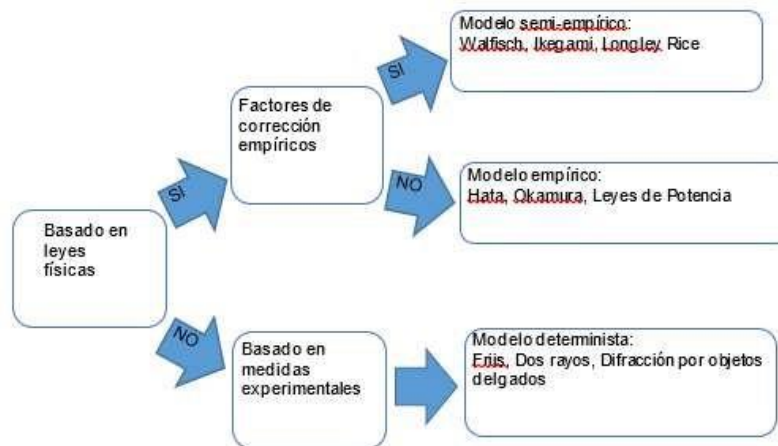 Modelo semi-empírico:
Walfisch, Ikegami, Longley Rice
SI
Factores de
corrección
empíricos
NO
Modelo empírico:
Hata, Okamura, Leyes de Potencia
SI
Basado en
leyes
físicas
NO
Basado en
medidas
experimentales
Modelo determinista:
Friis, Dos rayos, Difracción por objetos
delgados